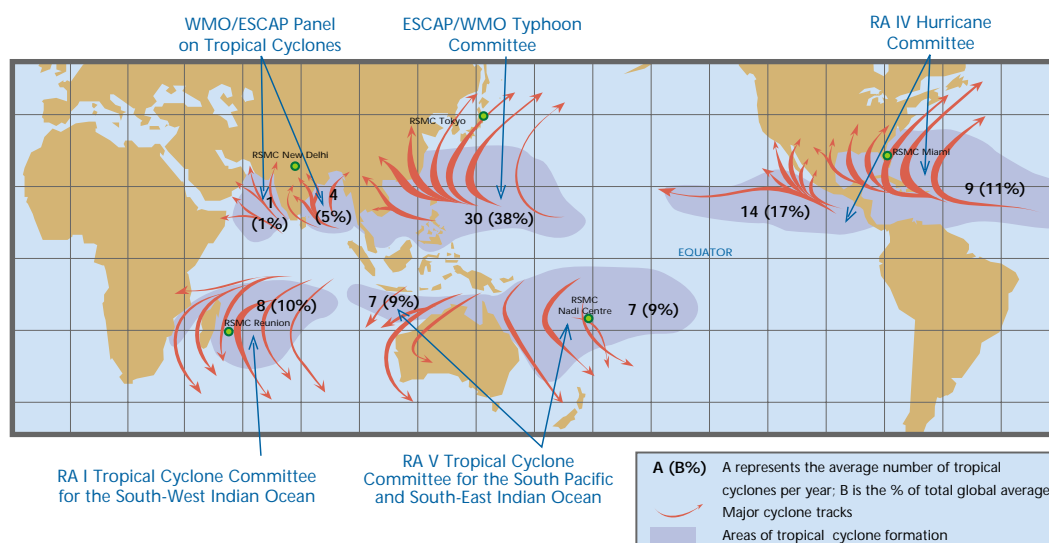 WMO/ESCAP Panel
on Tropical Cyclones
ESCAP/WMO Typhoon
Committee
RA IV Hurricane
Committee
RSMC Tokyo
RSMC New Delhi
RSMC Miami
1
(1%)
4
(5%)
30 (38%)
14 (17%)
9 (11%)
EQUATOR
8 (10%)
RSMC Reunion
7 (9%)
RSMC
Nadi Centre
7 (9%)
RA I Tropical Cyclone Committee
for the South-West Indian Ocean
RA V Tropical Cyclone
Committee for the South Pacific
and South-East Indian Ocean
A (B%) A represents the average number of tropical
cyclones per year; B is the % of total global average
Major cyclone tracks
Areas of tropical cyclone formation